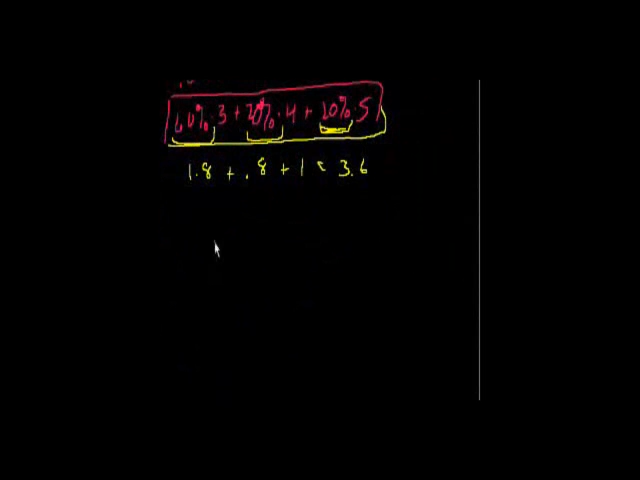 60%·3 + 20%·4 + 20%·5
1.8 + .8 + 1 = 3.6